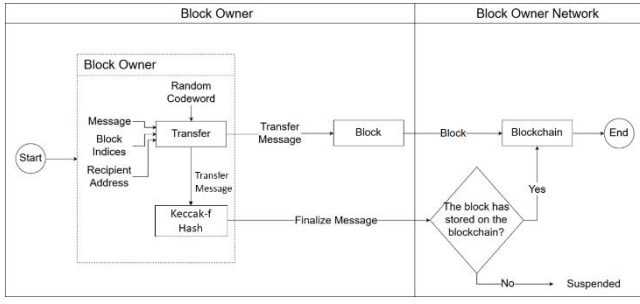 Block Owner
Block Owner Network
Block Owner
Random
Codeword
Message
Block
Indices
Recipient
Address
Start
Transfer
Transfer
Message
Block
Block
Blockchain
End
Transfer
Message
Keccak-f
Hash
Finalize Message
The block has
stored on the
blockchain?
Yes
No
Suspended